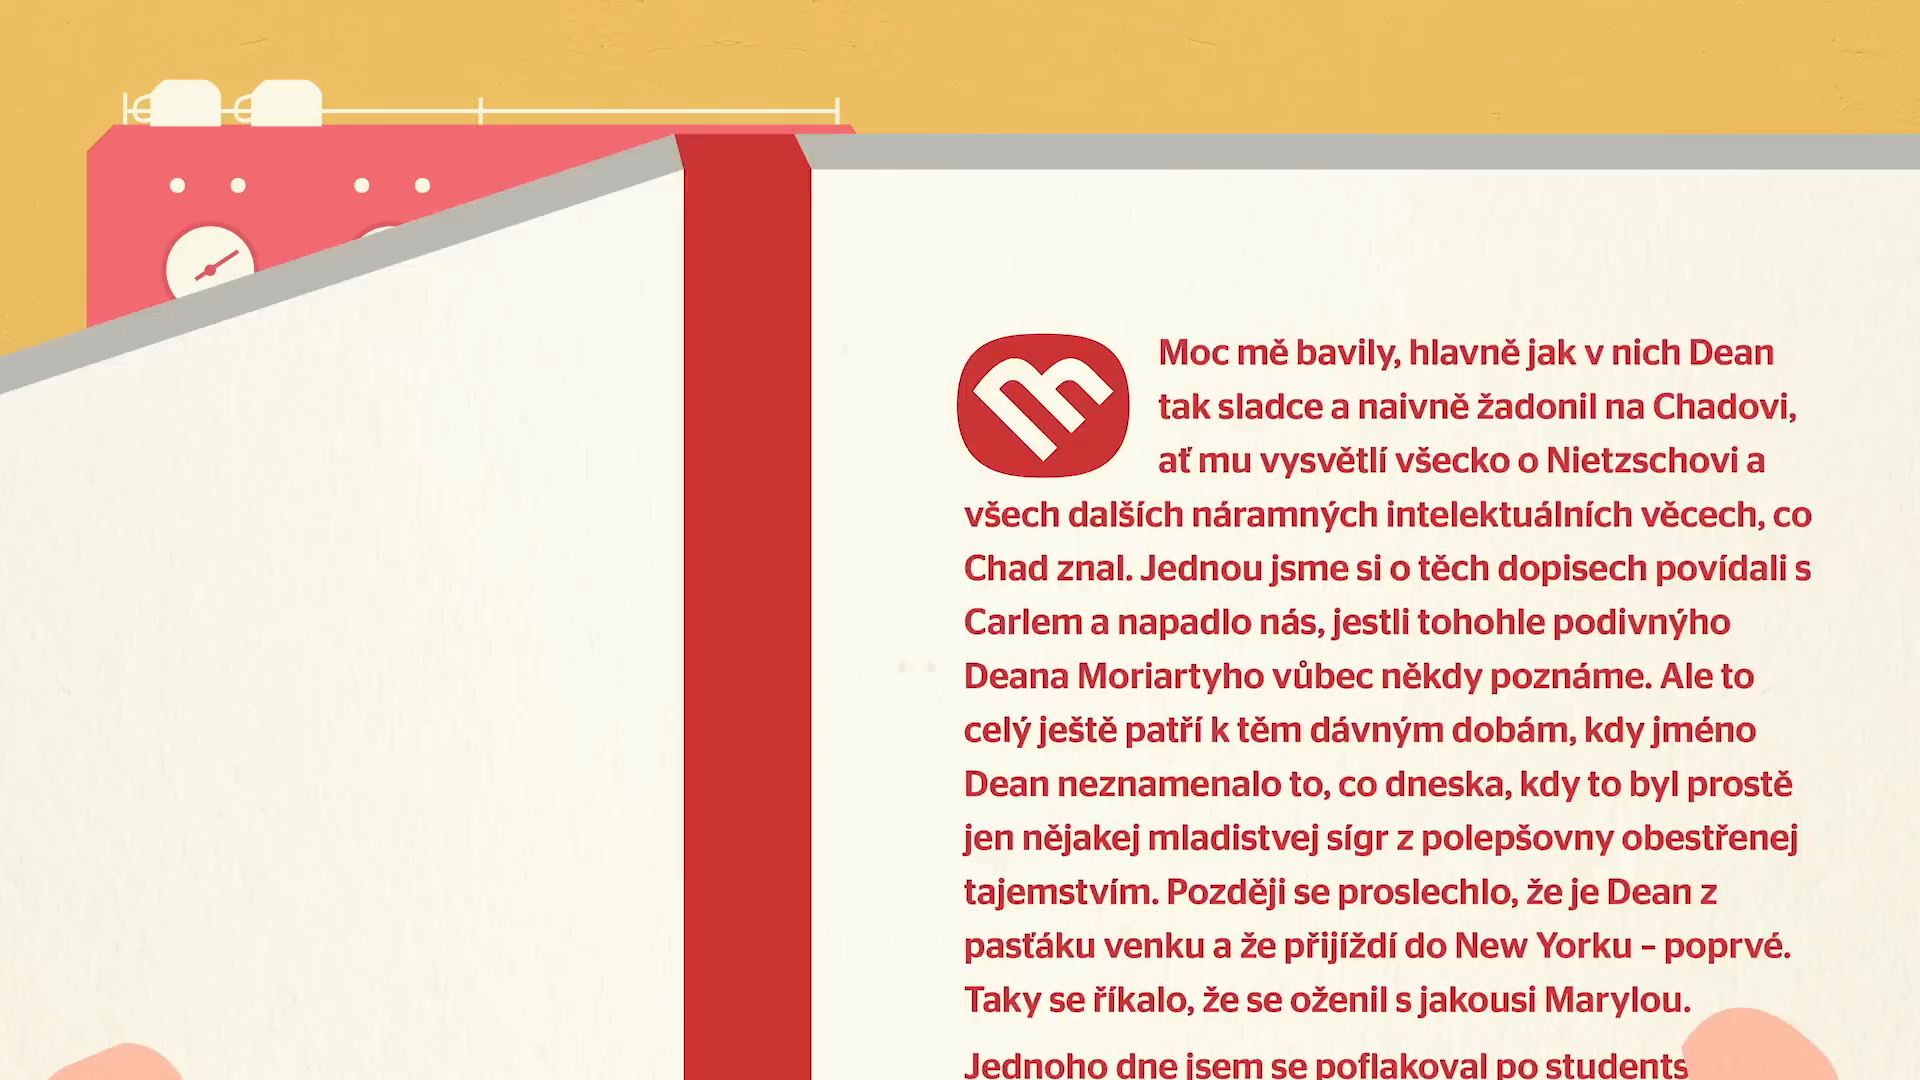 Moc mě bavily, hlavně jak v nich Dean
tak sladce a naivně žadonil na Chadovi,
ať mu vysvětlí všecko o Nietzschovi a
všech dalších náramných intelektuálních věcech, co
Chad znal. Jednou jsme si o těch dopisech povídali s
Carlem a napadlo nás, jestli tohohle podivnýho
Deana Moriartyho vůbec někdy poznáme. Ale to
celý ještě patří k těm dávným dobám, kdy jméno
Dean neznamenalo to, co dneska, kdy to byl prostě
jen nějakej mladistvej sígr z polepšovny obestřenej
tajemstvím. Později se proslechlo, že je Dean z
pasťáku venku a že přijíždí do New Yorku – poprvé.
Taky se říkalo, že se oženil s jakousi Marylou.
Jednoho dne jsem se poflakoval po students